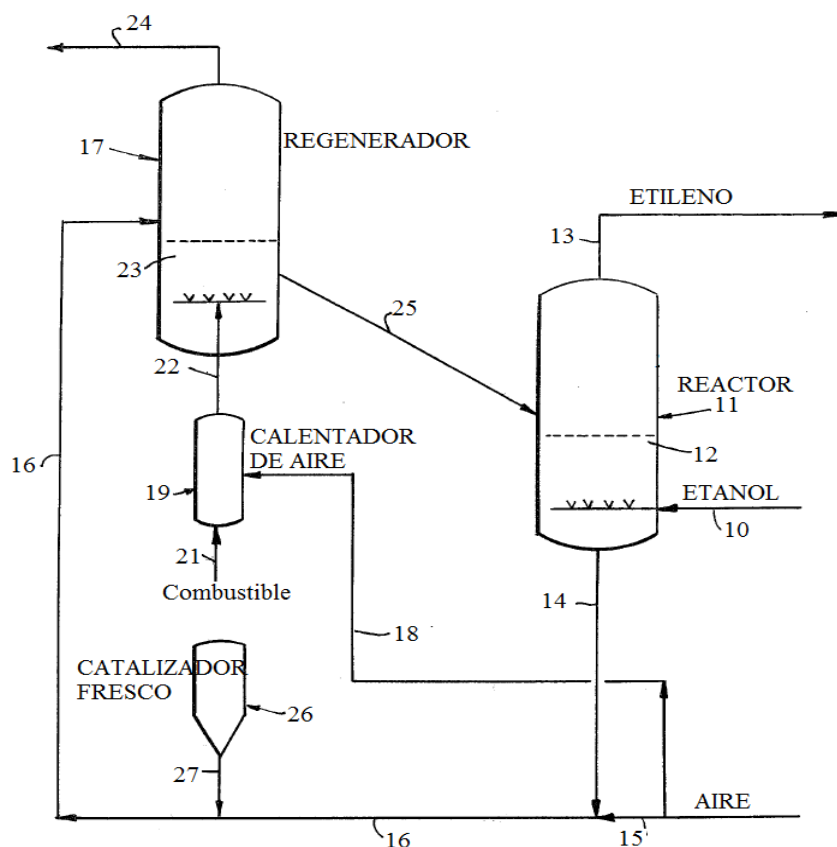 24
REGENERADOR
17
ETILENO
13
23
25
22
REACTOR
11
CALENTADOR
DE AIRE
12
16
19
ETANOL
10
21
Combustible
14
18
CATALIZADOR
FRESCO
26
27
AIRE
16
15